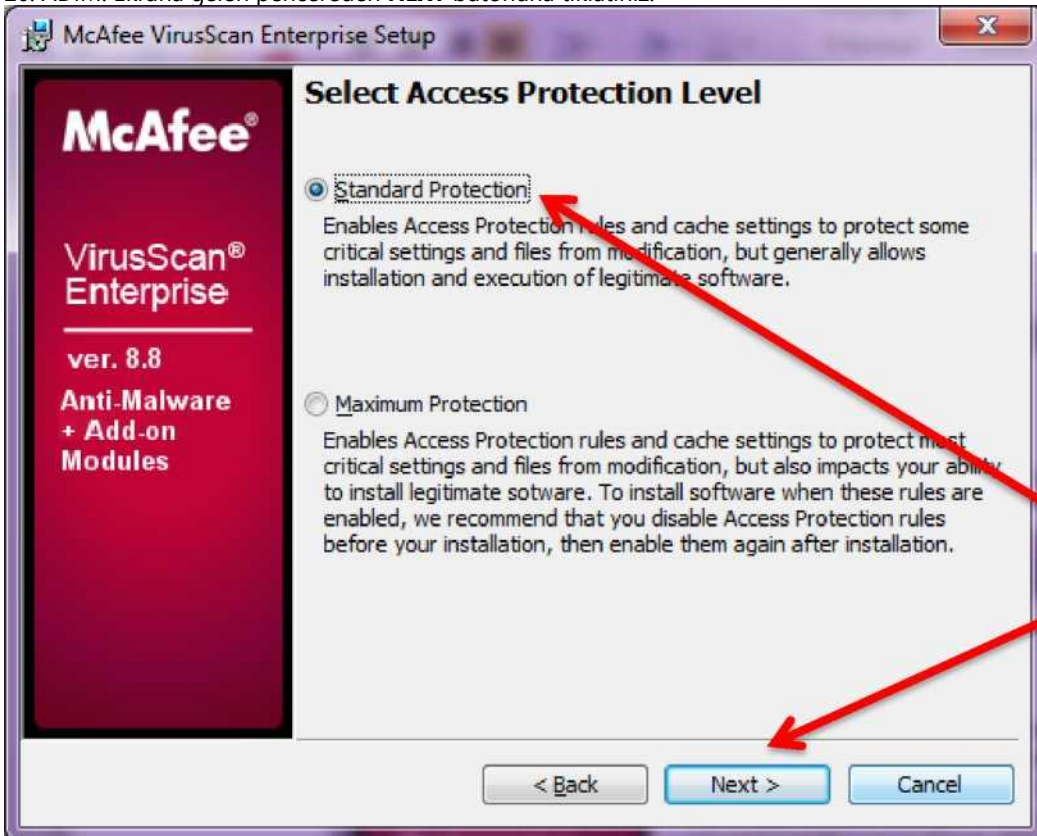 McAfee VirusScan Enterprise Setup
McAfee®
VirusScan®
Enterprise
ver. 8.8
Anti-Malware
+ Add-on
Modules
Select Access Protection Level
Standard Protection
Enables Access Protection rules and cache settings to protect some
critical settings and files from modification, but generally allows
installation and execution of legitimate software.
Maximum Protection
Enables Access Protection rules and cache settings to protect most
critical settings and files from modification, but also impacts your ability
to install legitimate sotware. To install software when these rules are
enabled, we recommend that you disable Access Protection rules
before your installation, then enable them again after installation.
< Back
Next >
Cancel